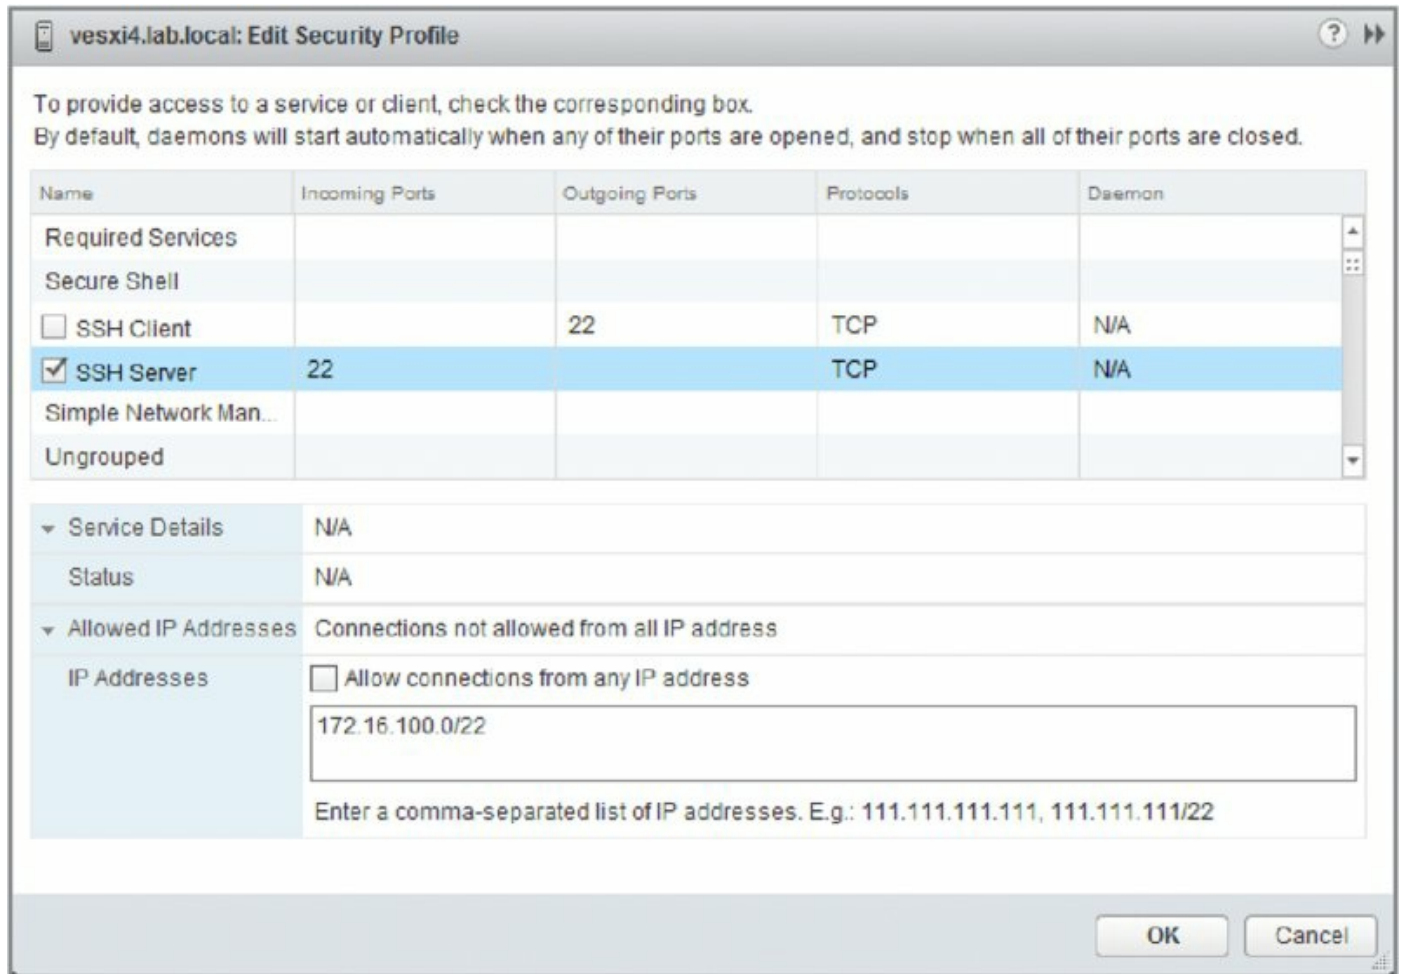 vesxi4.lab.local: Edit Security Profile ?
To provide access to a service or client, check the corresponding box.
By default, daemons will start automatically when any of their ports are opened, and stop when all of their ports are closed.
Name Incoming Ports Outgoing Ports Protocols Daemon
Required Services
Secure Shell
SSH Client 22 TCP N/A
SSH Server 22 TCP N/A
Simple Network Man...
Ungrouped
Service Details N/A
Status N/A
Allowed IP Addresses Connections not allowed from all IP address
IP Addresses Allow connections from any IP address
172.16.100.0/22
Enter a comma-separated list of IP addresses. E.g.: 111.111.111.111, 111.111.111/22
OK Cancel